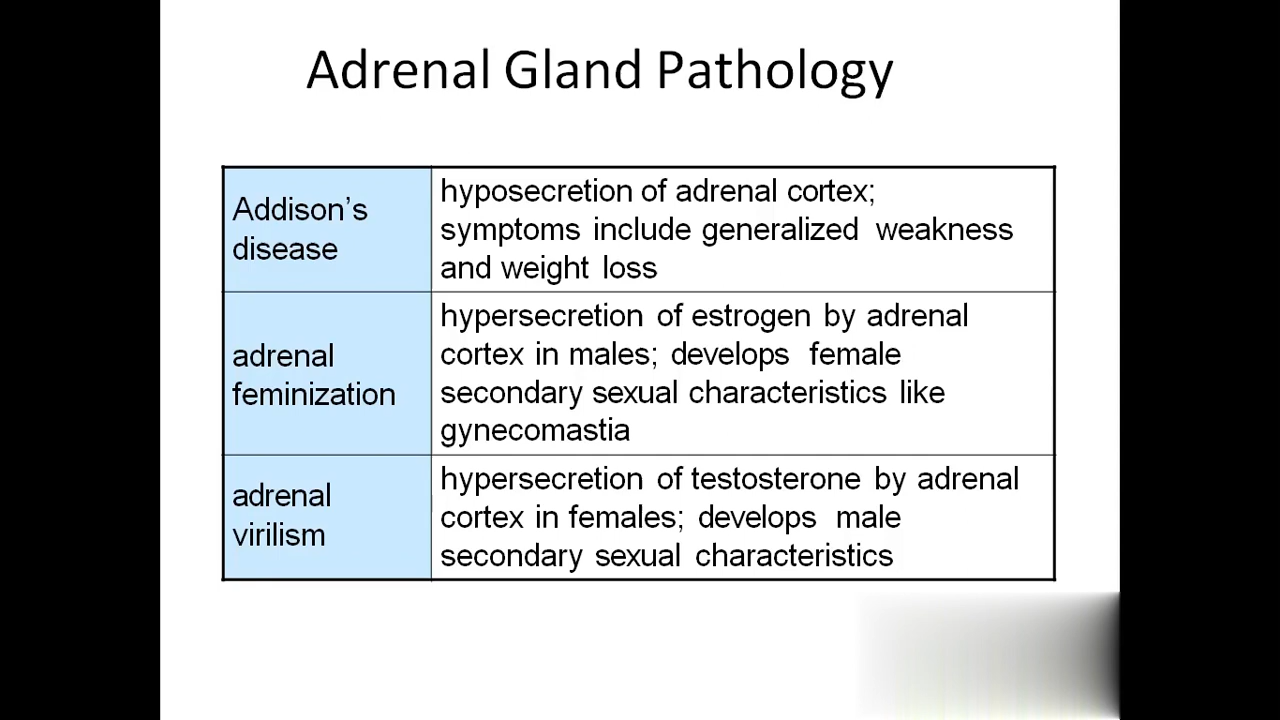 Adrenal Gland Pathology
Addison’s
disease
hyposecretion of adrenal cortex;
symptoms include generalized weakness
and weight loss
adrenal
feminization
hypersecretion of estrogen by adrenal
cortex in males; develops female
secondary sexual characteristics like
gynecomastia
adrenal
virilism
hypersecretion of testosterone by adrenal
cortex in females; develops male
secondary sexual characteristics